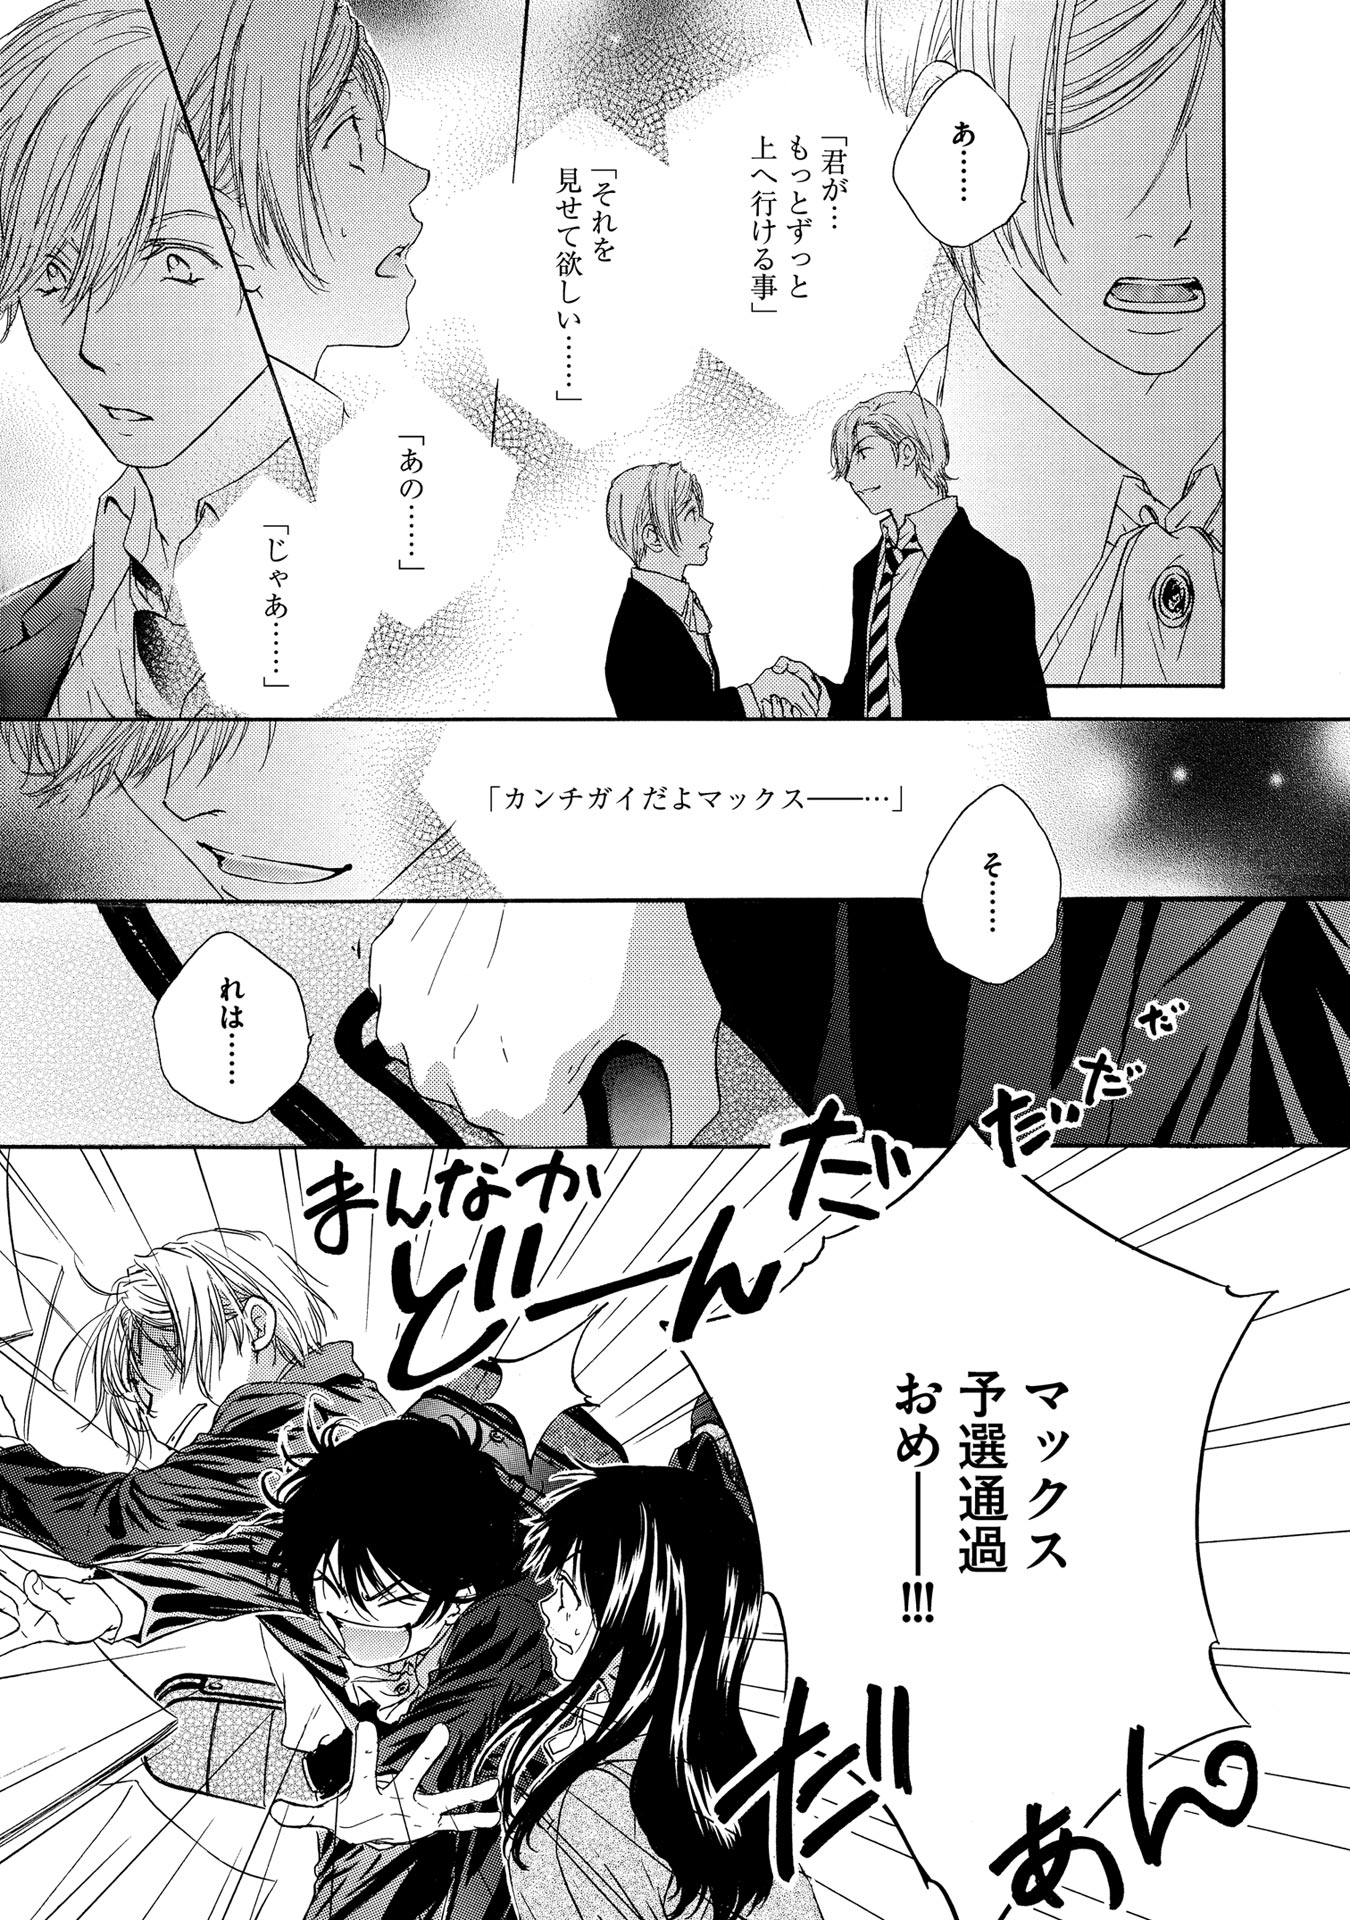 あ……
「君が…
もっとずっと
上へ行ける事」
「それを
見せて欲しい……」
「あの……」
「じゃあ……」
「カンチガイだよマックス――…」
そ……
れは……
だ
だ
だ
だ
まんなか
どーん
マックス
予選通過
おめ――!!!
だ
あん